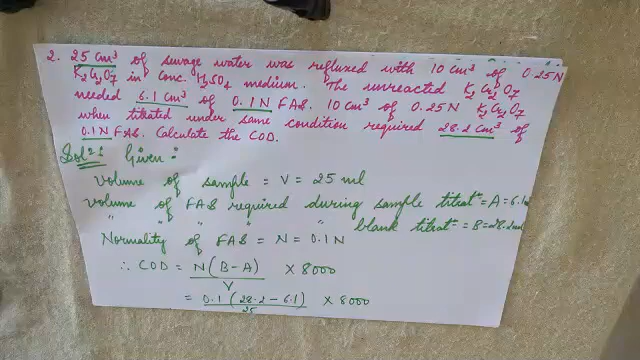 2. 25 cm³ of sewage water was refluxed with 10 cm³ of 0.25N
K₂Cr₂O₇ in conc. H₂SO₄ medium. The unreacted K₂Cr₂O₇
needed 6.1 cm³ of 0.1N FAS. 10 cm³ of 0.25N K₂Cr₂O₇
when titrated under same condition required 28.2 cm³ of
0.1N FAS. Calculate the COD.
Given :
Volume of sample = V = 25 ml
Volume of FAS required during sample titratⁿ = A = 6.1
" " " " blank titratⁿ = B = 28.2
Normality of FAS = N = 0.1N
∴ COD = N(B-A)/V × 8000
= 0.1(28.2-6.1)/25 × 8000